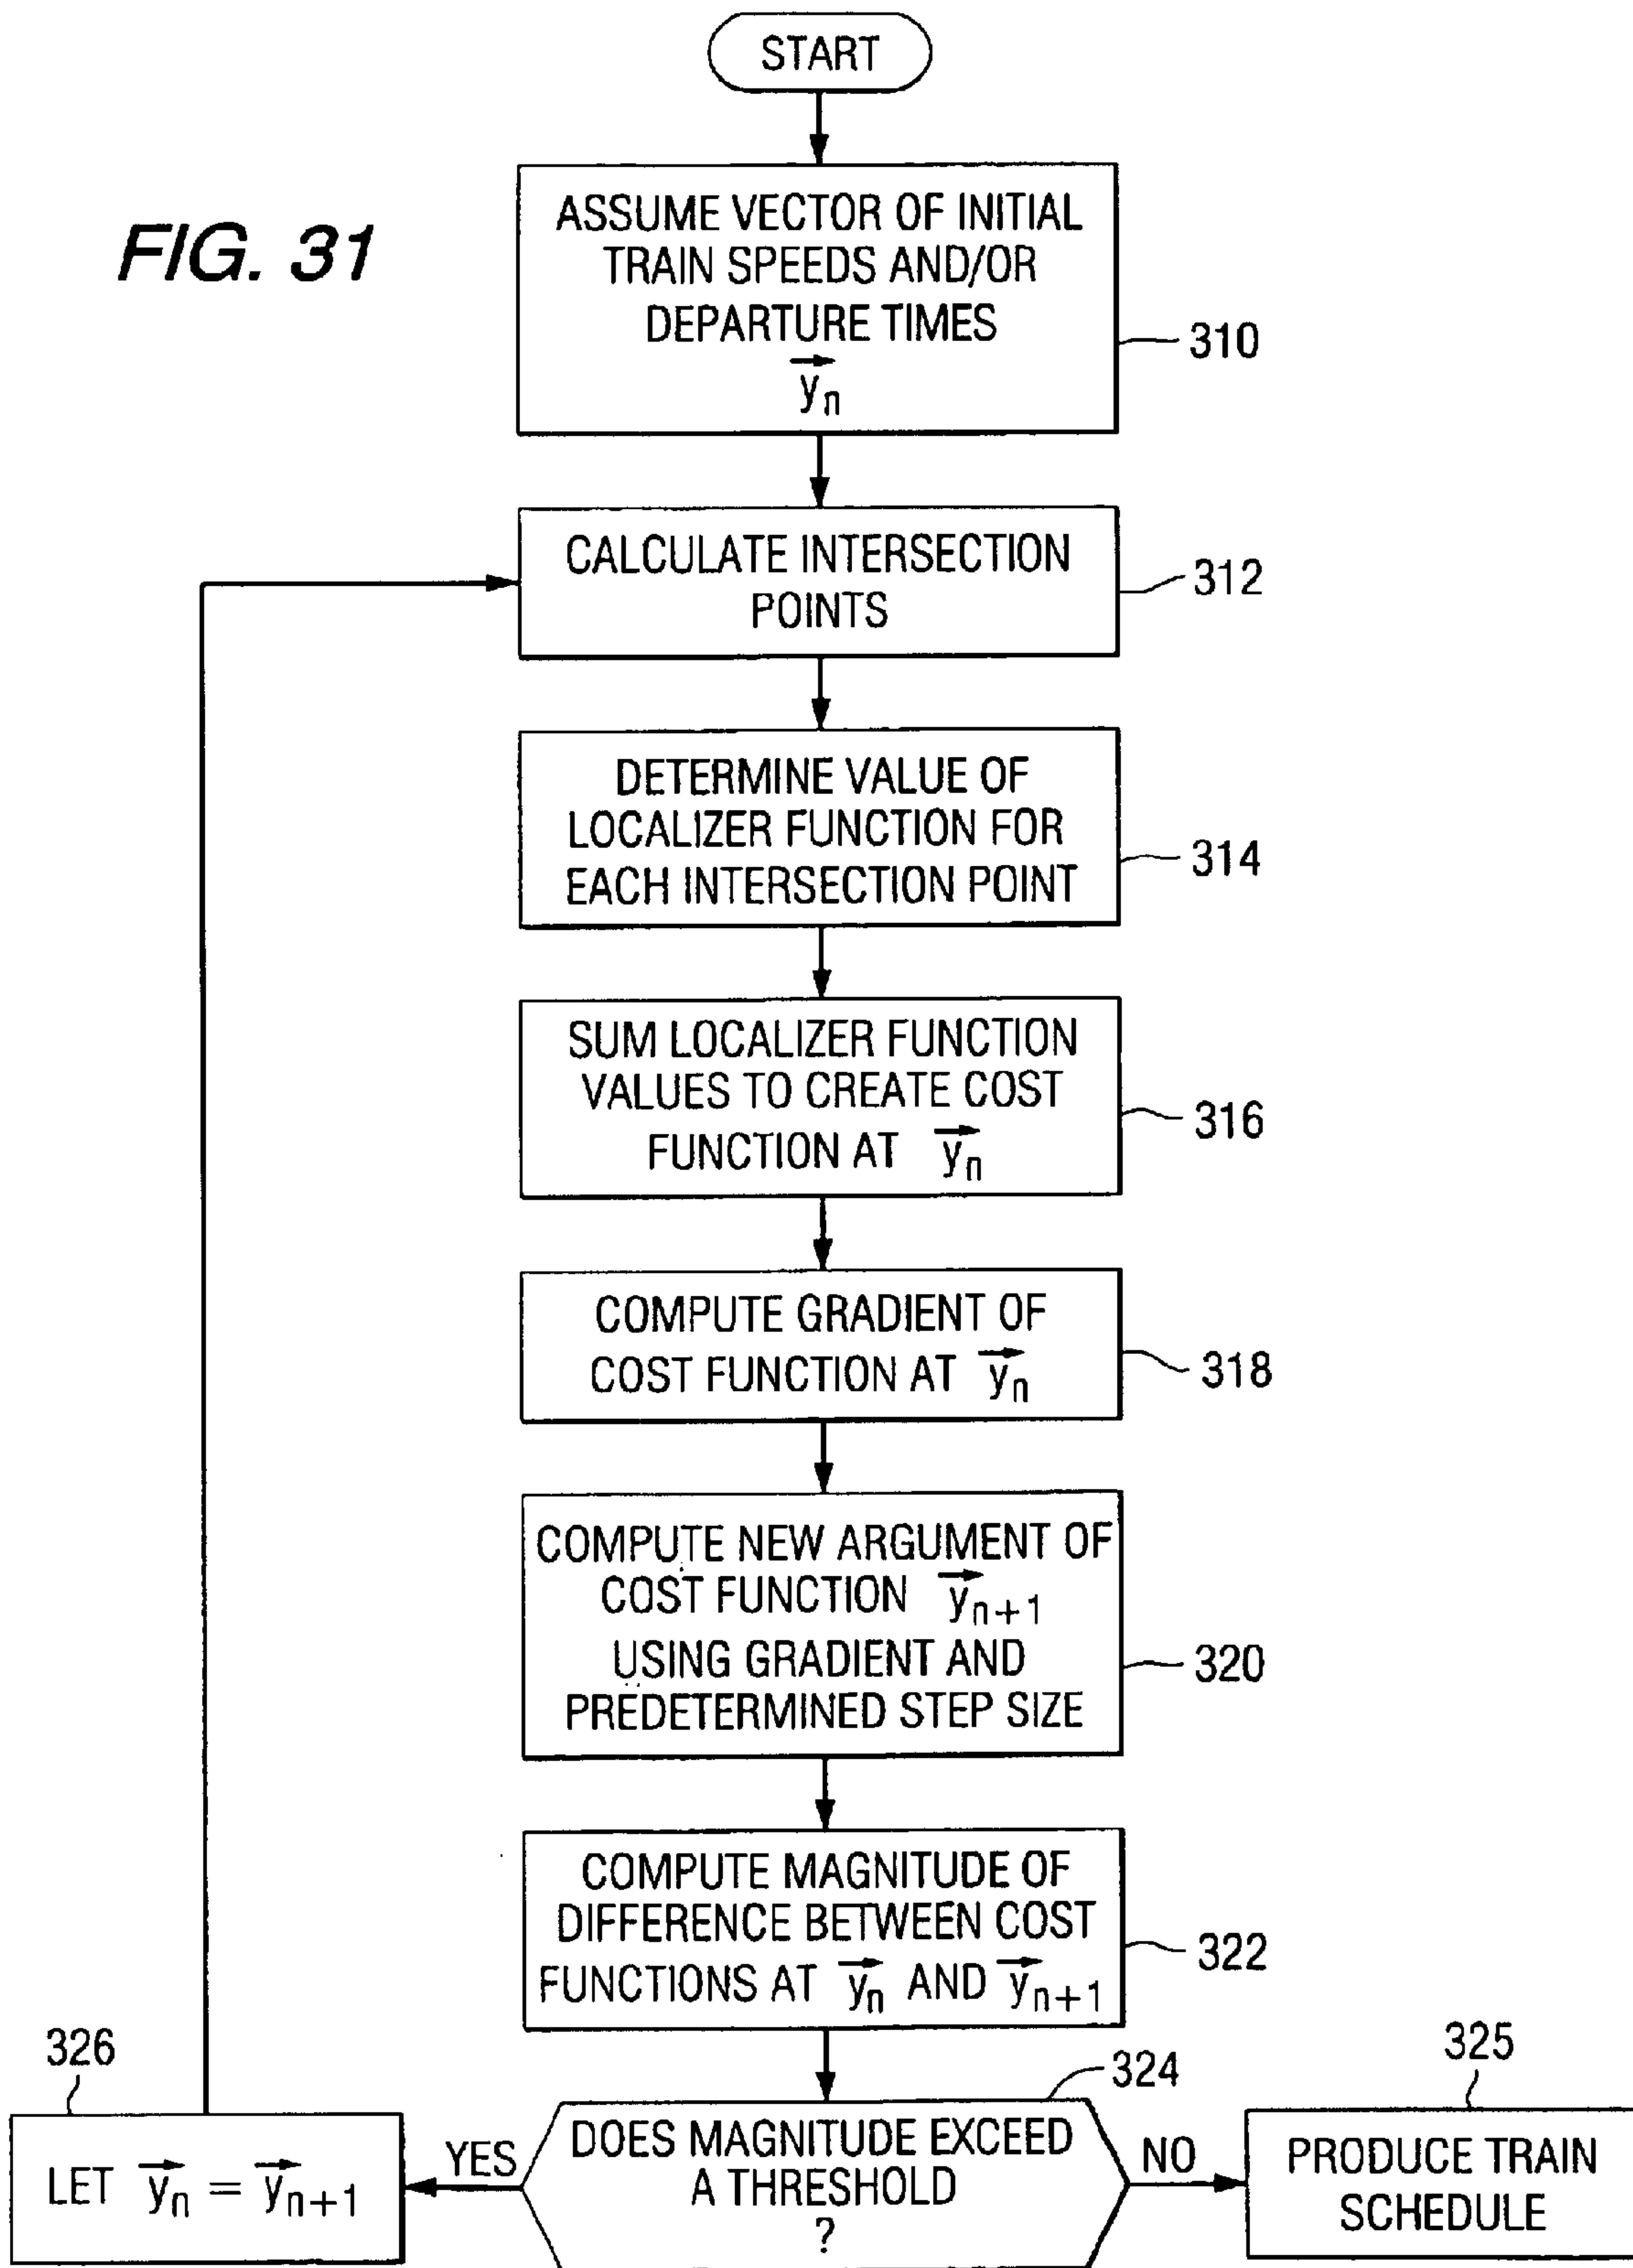 START
FIG. 31
ASSUME VECTOR OF INITIAL
TRAIN SPEEDS AND/OR
DEPARTURE TIMES
y⃗n
310
CALCULATE INTERSECTION
POINTS
312
DETERMINE VALUE OF
LOCALIZER FUNCTION FOR
EACH INTERSECTION POINT
314
SUM LOCALIZER FUNCTION
VALUES TO CREATE COST
FUNCTION AT y⃗n
316
COMPUTE GRADIENT OF
COST FUNCTION AT y⃗n
318
COMPUTE NEW ARGUMENT OF
COST FUNCTION y⃗n+1
USING GRADIENT AND
PREDETERMINED STEP SIZE
320
COMPUTE MAGNITUDE OF
DIFFERENCE BETWEEN COST
FUNCTIONS AT y⃗n AND y⃗n+1
322
DOES MAGNITUDE EXCEED
A THRESHOLD
?
324
YES
NO
326
LET y⃗n = y⃗n+1
325
PRODUCE TRAIN
SCHEDULE